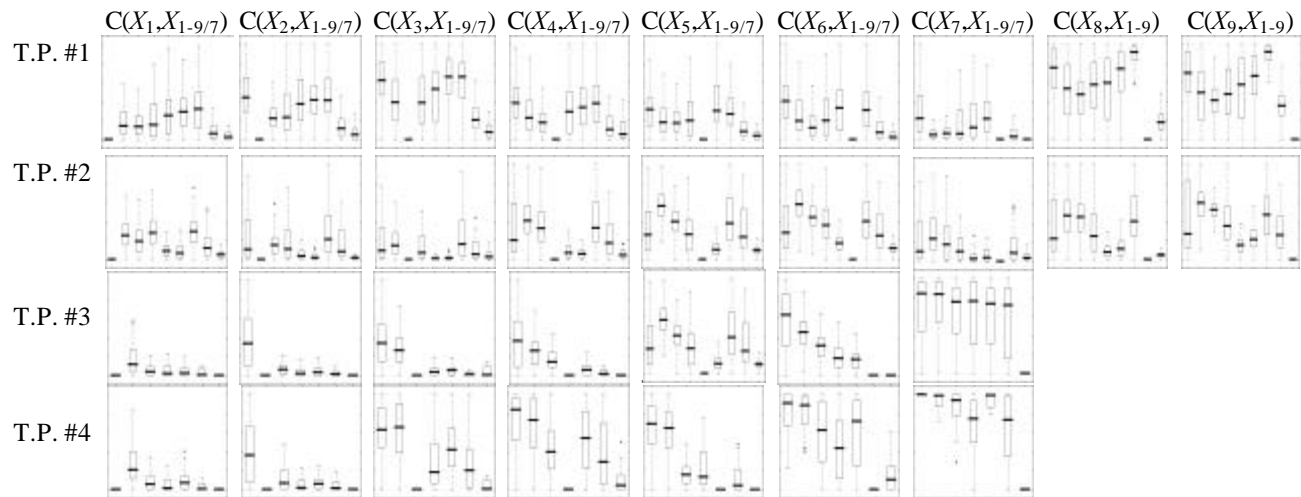 C(X1,X1-9/7) C(X2,X1-9/7) C(X3,X1-9/7) C(X4,X1-9/7) C(X5,X1-9/7) C(X6,X1-9/7) C(X7,X1-9/7) C(X8,X1-9) C(X9,X1-9)
T.P. #1
T.P. #2
T.P. #3
T.P. #4